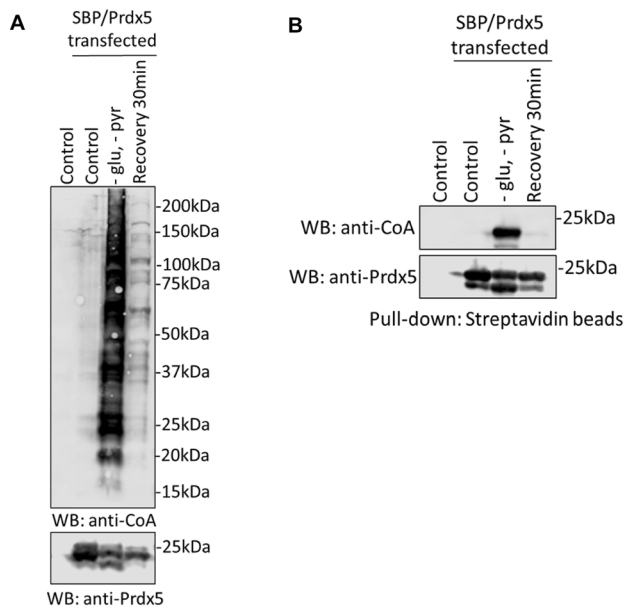 A
SBP/Prdx5
transfected
Control
Control
- glu, - pyr
Recovery 30min
-200kDa
-150kDa
-100kDa
-75kDa
-50kDa
-37kDa
-25kDa
-20kDa
-15kDa
WB: anti-CoA
-25kDa
WB: anti-Prdx5
B
SBP/Prdx5
transfected
Control
Control
- glu, - pyr
Recovery 30min
WB: anti-CoA
-25kDa
WB: anti-Prdx5
-25kDa
Pull-down: Streptavidin beads